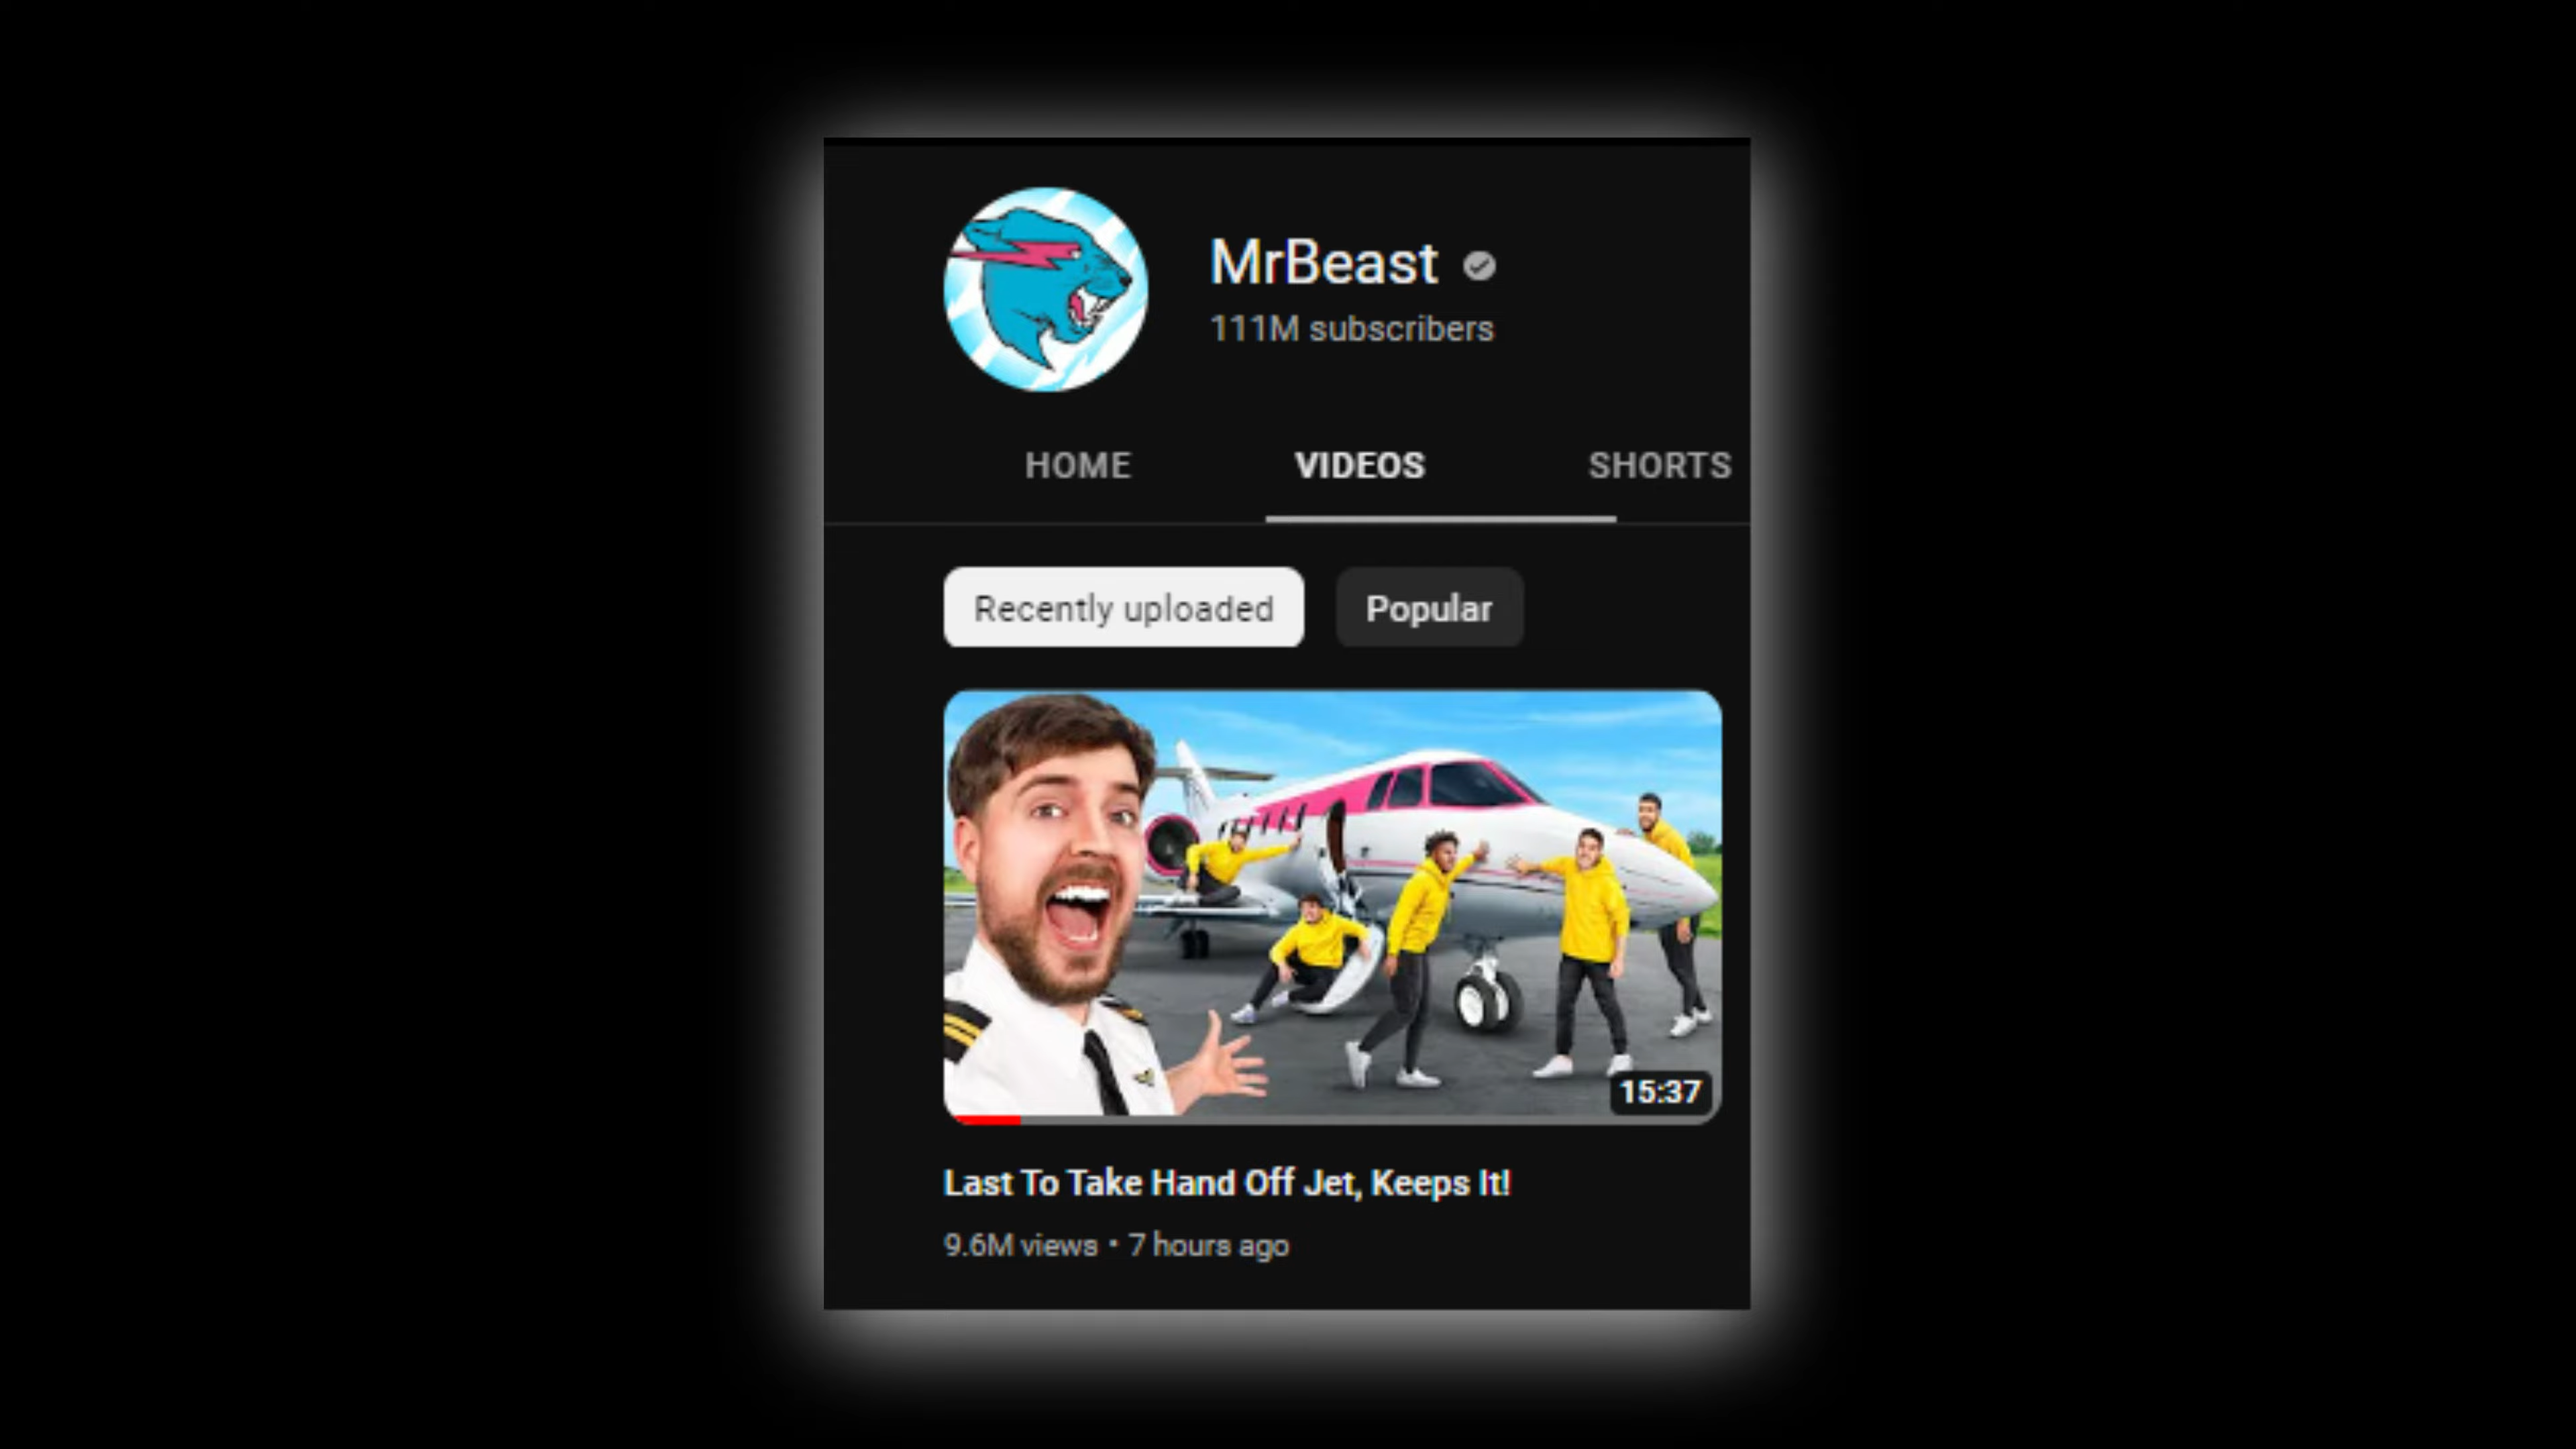 MrBeast
111M subscribers
HOME VIDEOS SHORTS
Recently uploaded Popular
15:37
Last To Take Hand Off Jet, Keeps It!
9.6M views • 7 hours ago